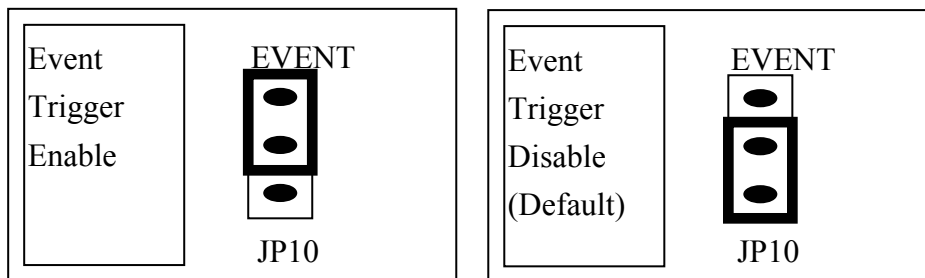 Event
Trigger
Enable
EVENT
JP10
Event
Trigger
Disable
(Default)
EVENT
JP10